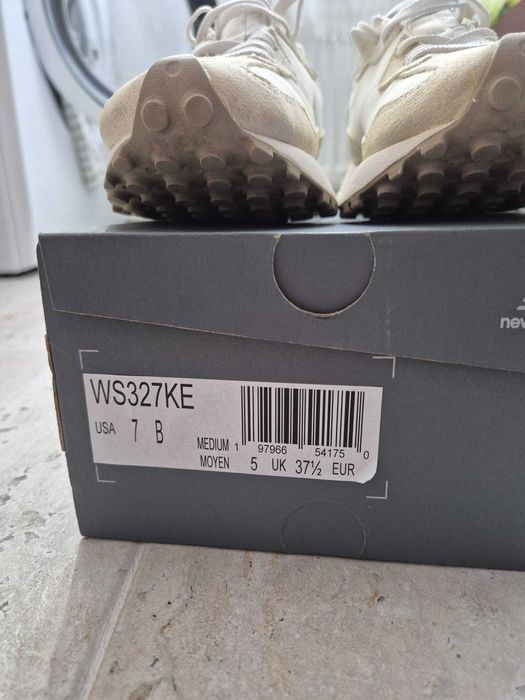 new
WS327KE
USA 7 B
MEDIUM 1 97966 54175 0
MOYEN 5 UK 37½ EUR